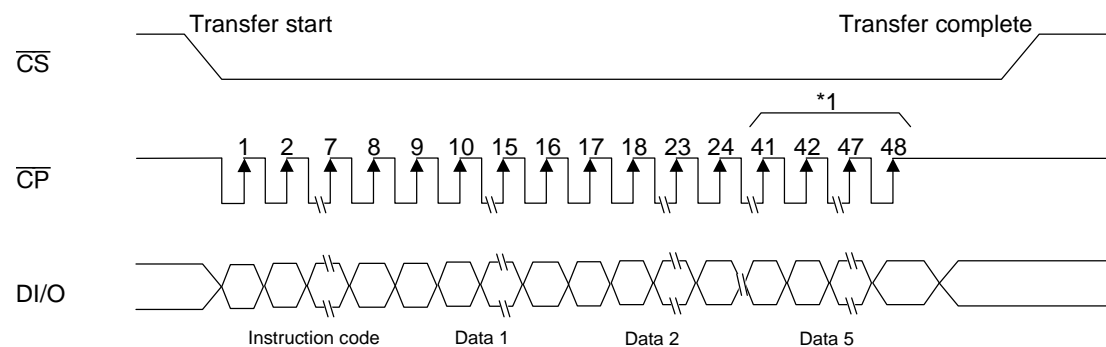 Transfer start Transfer complete
CS
*1
1 2 7 8 9 10 15 16 17 18 23 24 41 42 47 48
CP
DI/O
Instruction code Data 1 Data 2 Data 5